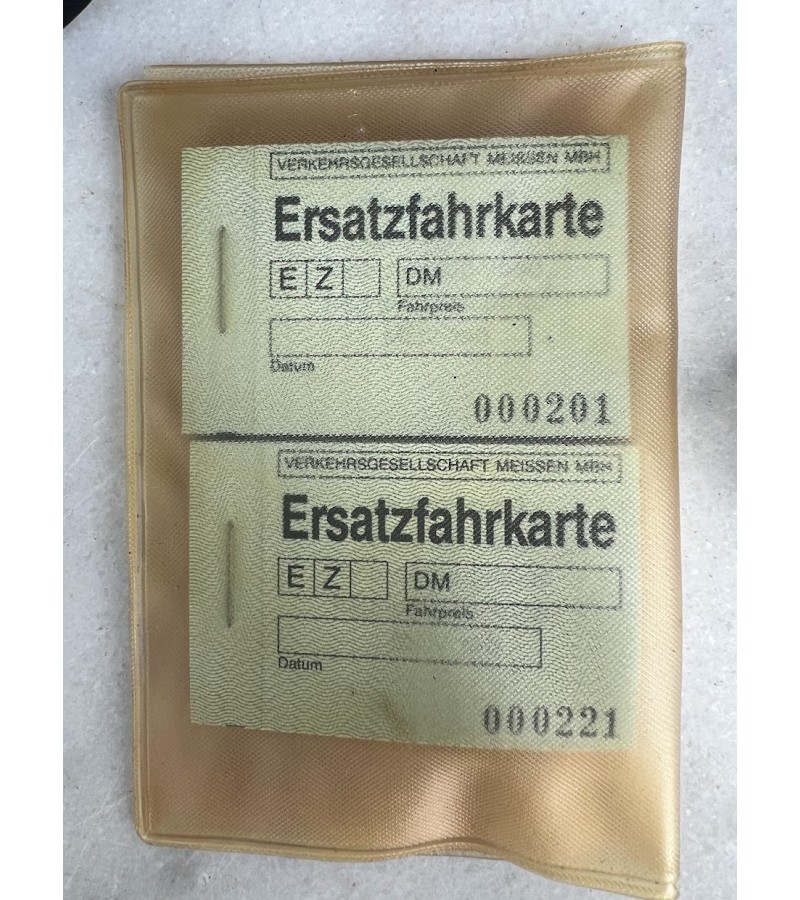 VERKEHRSGESELLSCHAFT MEISSEN MBH
Ersatzfahrkarte
E Z DM
Fahrpreis
Datum
000201
VERKEHRSGESELLSCHAFT MEISSEN MBH
Ersatzfahrkarte
E Z DM
Fahrpreis
Datum
000221